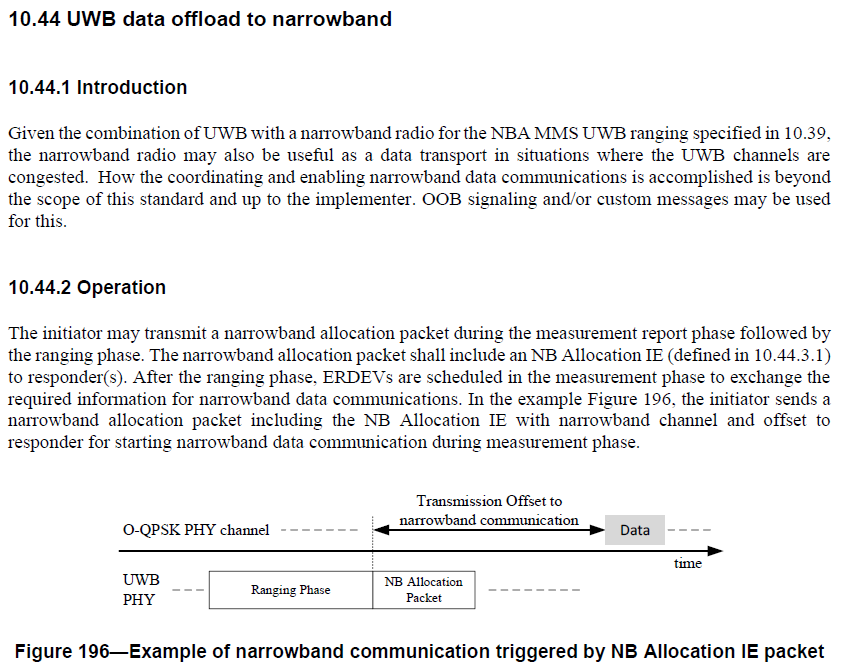 10.44 UWB data offload to narrowband
10.44.1 Introduction
Given the combination of UWB with a narrowband radio for the NBA MMS UWB ranging specified in 10.39,
the narrowband radio may also be useful as a data transport in situations where the UWB channels are
congested. How the coordinating and enabling narrowband data communications is accomplished is beyond
the scope of this standard and up to the implementer. OOB signaling and/or custom messages may be used
for this.
10.44.2 Operation
The initiator may transmit a narrowband allocation packet during the measurement report phase followed by
the ranging phase. The narrowband allocation packet shall include an NB Allocation IE (defined in 10.44.3.1)
to responder(s). After the ranging phase, ERDEVs are scheduled in the measurement phase to exchange the
required information for narrowband data communications. In the example Figure 196, the initiator sends a
narrowband allocation packet including the NB Allocation IE with narrowband channel and offset to
responder for starting narrowband data communication during measurement phase.
Transmission Offset to
narrowband communication
O-QPSK PHY channel
Data
time
UWB
PHY
Ranging Phase
NB Allocation
Packet
Figure 196—Example of narrowband communication triggered by NB Allocation IE packet